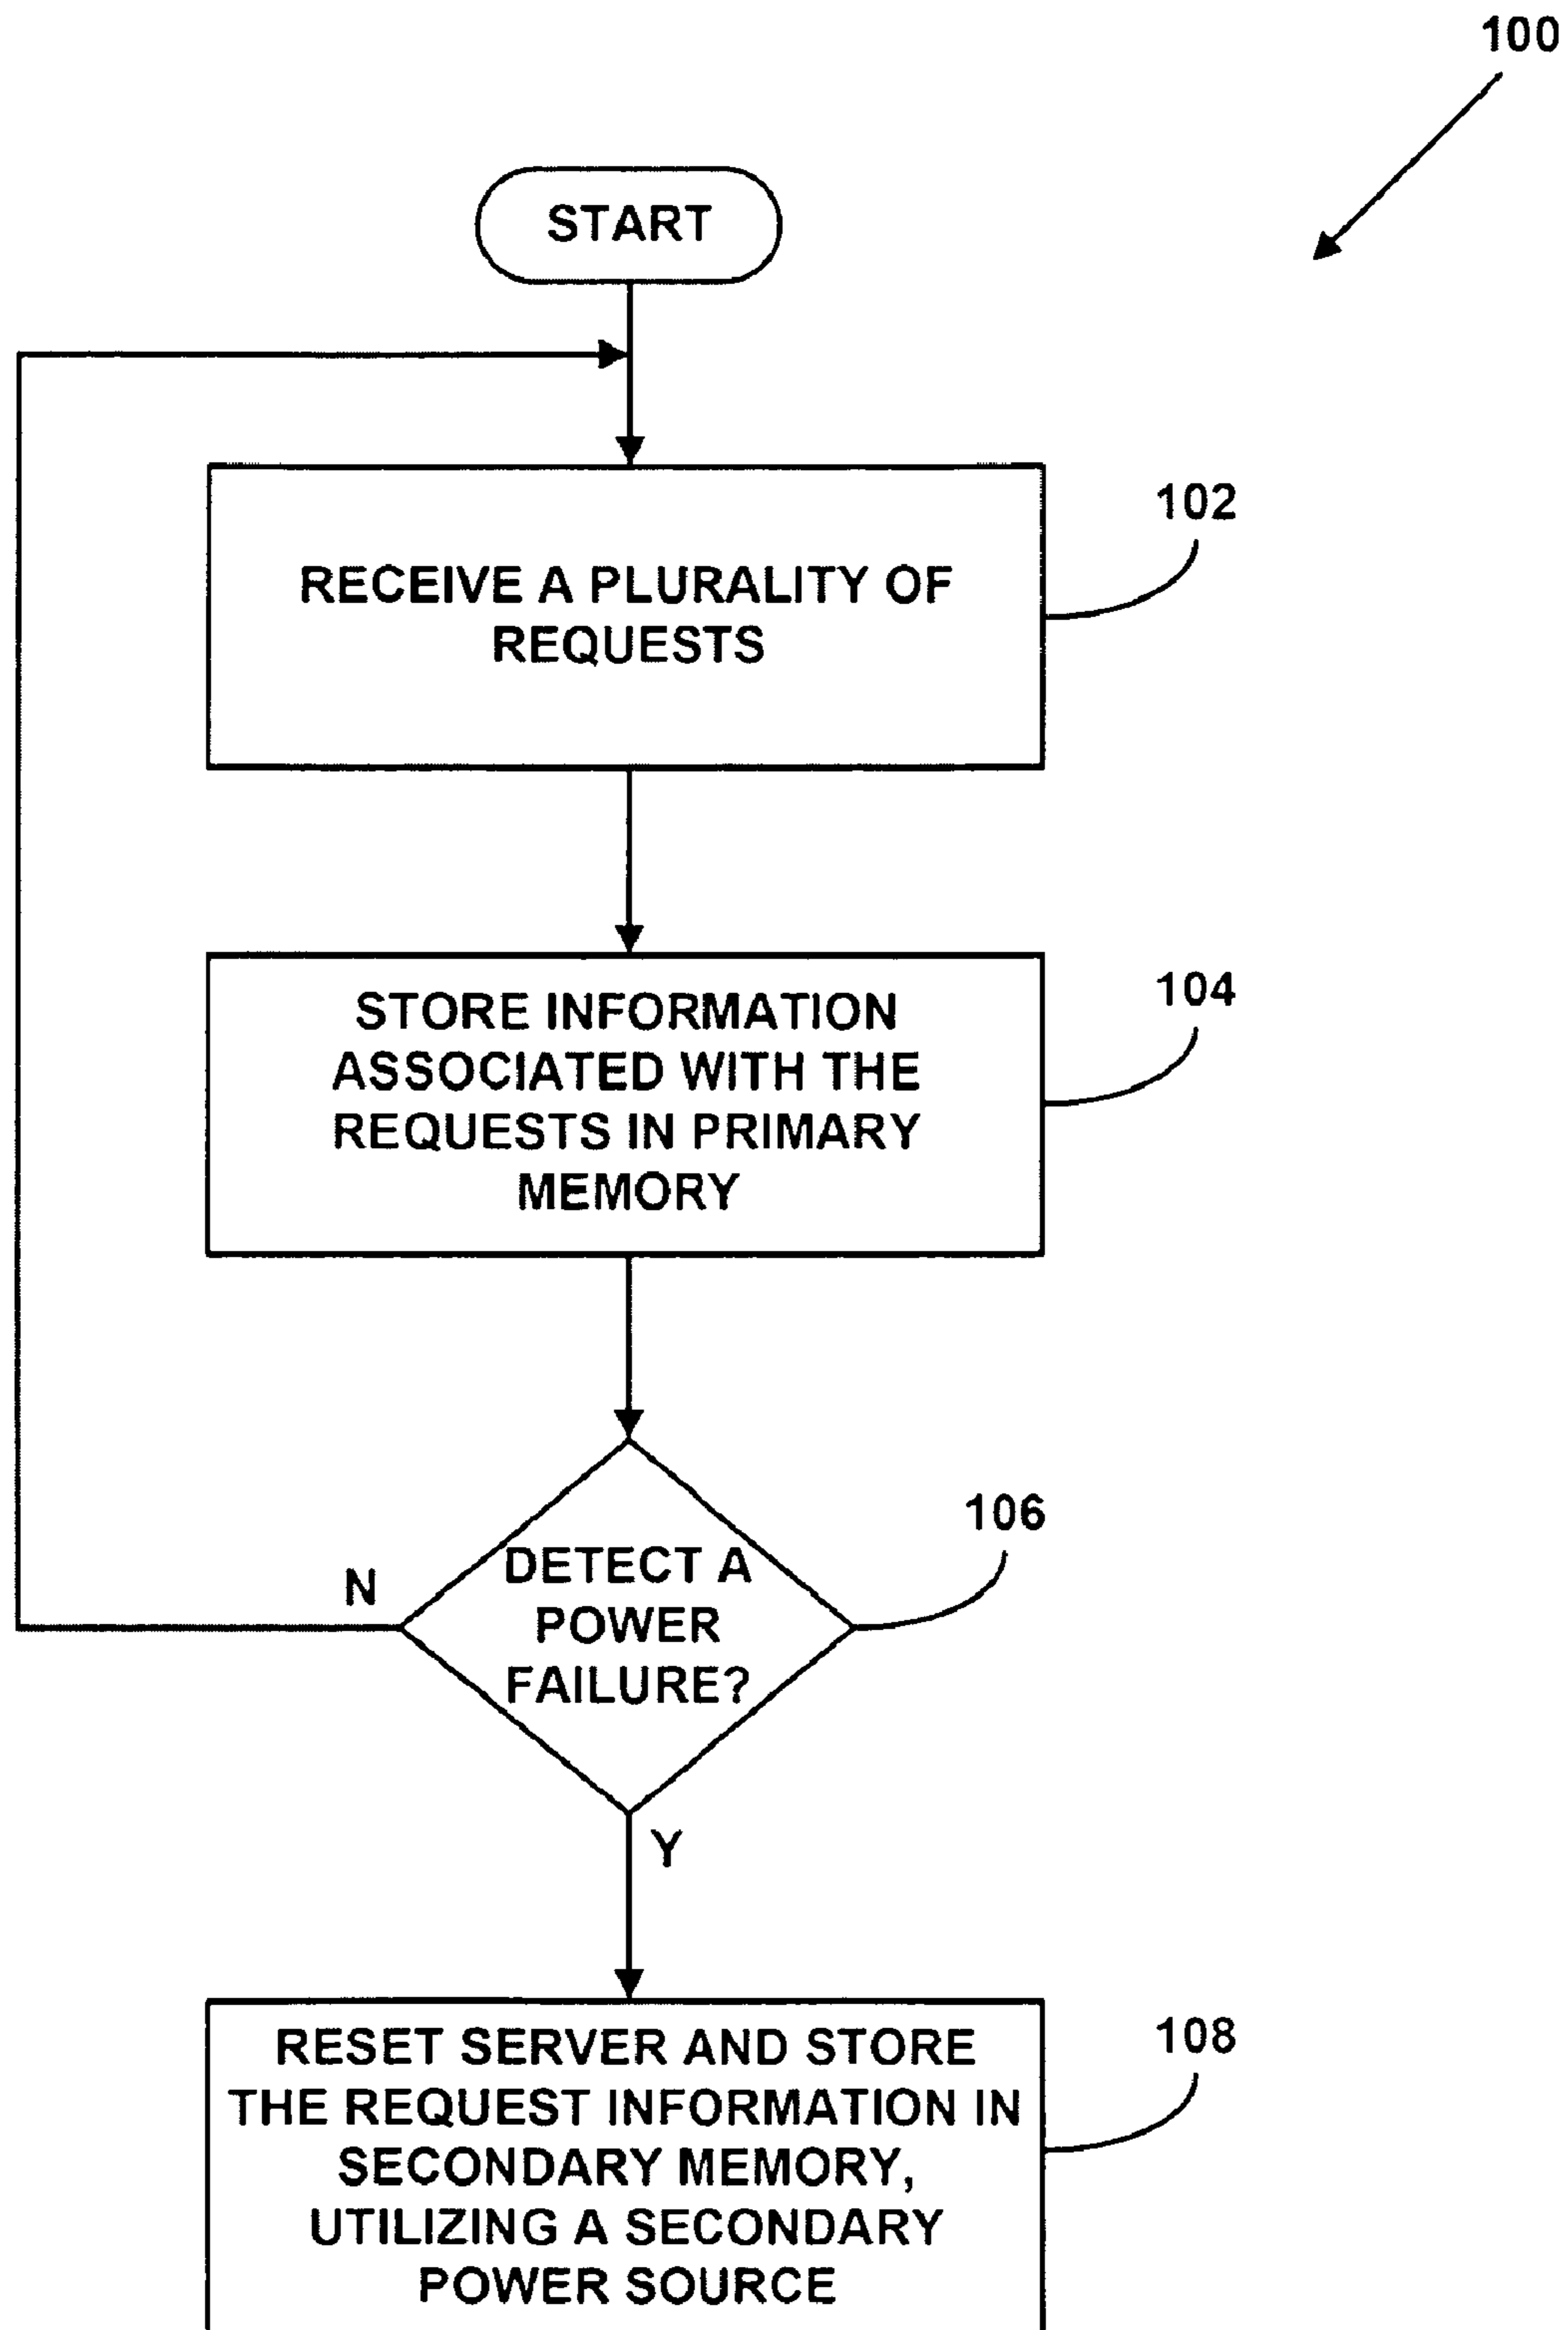 100
START
102
RECEIVE A PLURALITY OF
REQUESTS
104
STORE INFORMATION
ASSOCIATED WITH THE
REQUESTS IN PRIMARY
MEMORY
106
N
DETECT A
POWER
FAILURE?
Y
108
RESET SERVER AND STORE
THE REQUEST INFORMATION IN
SECONDARY MEMORY,
UTILIZING A SECONDARY
POWER SOURCE